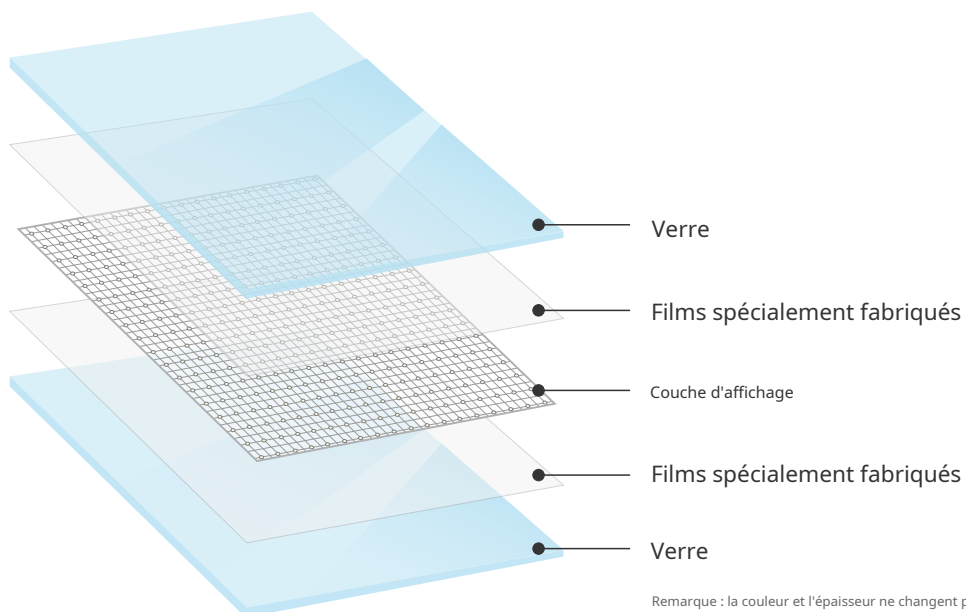 Verre
Films spécialement fabriqués
Couche d'affichage
Films spécialement fabriqués
Verre
Remarque : la couleur et l'épaisseur ne changent